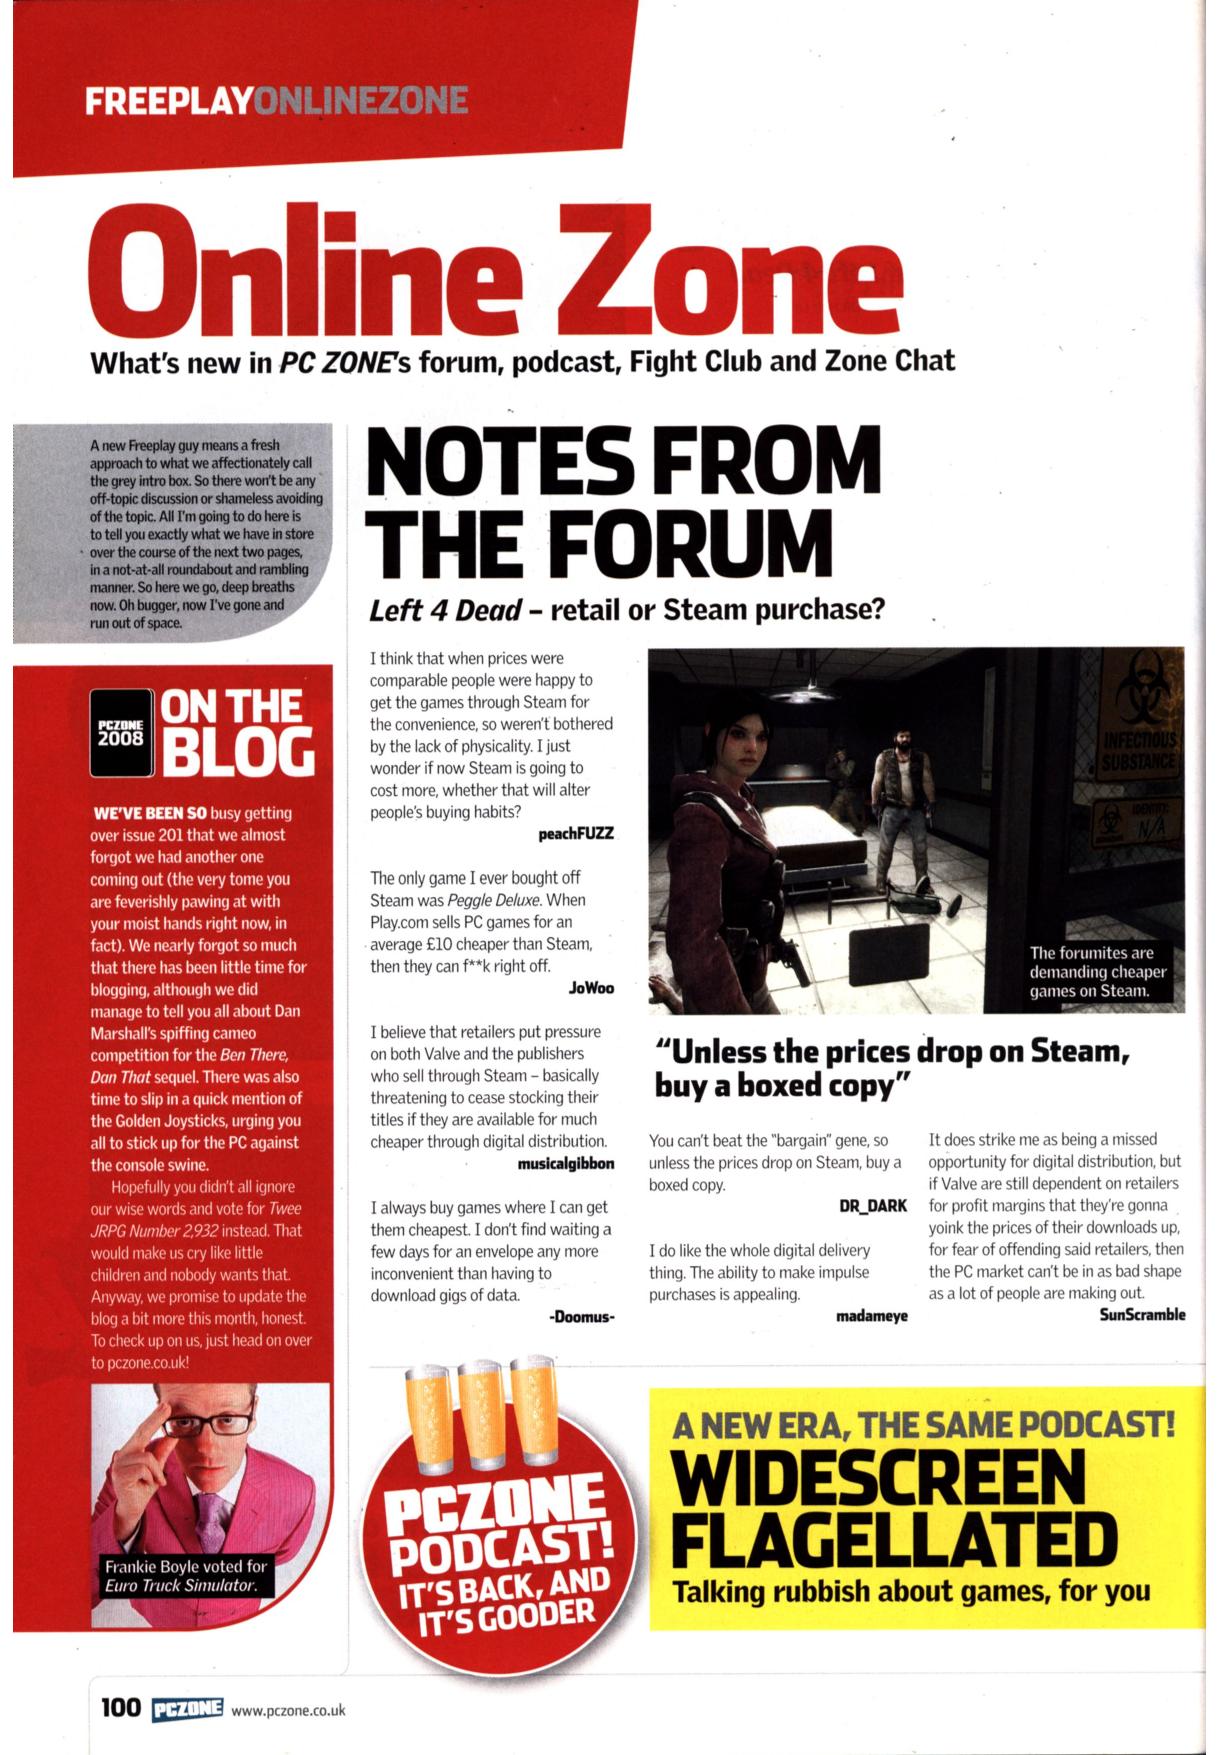 FREEPLAYONLINEZONE
Online Zone
What's new in PC ZONE's forum, podcast, Fight Club and Zone Chat
A new Freeplay guy means a fresh
approach to what we affectionately call
the grey intro box. So there won't be any
off-topic discussion or shameless avoiding
of the topic. All I'm going to do here is
to tell you exactly what we have in store
over the course of the next two pages,
in a not-at-all roundabout and rambling
manner. So here we go, deep breaths
now. Oh bugger, now I've gone and
run out of space.
PCZONE
2008
ON THE
BLOG
WE'VE BEEN SO busy getting
over issue 201 that we almost
forgot we had another one
coming out (the very tome you
are feverishly pawing at with
your moist hands right now, in
fact). We nearly forgot so much
that there has been little time for
blogging, although we did
manage to tell you all about Dan
Marshall's spiffing cameo
competition for the Ben There,
Dan That sequel. There was also
time to slip in a quick mention of
the Golden Joysticks, urging you
all to stick up for the PC against
the console swine.
Hopefully you didn't all ignore
our wise words and vote for Twee
JRPG Number 2,932 instead. That
would make us cry like little
children and nobody wants that.
Anyway, we promise to update the
blog a bit more this month, honest.
To check up on us, just head on over
to pczone.co.uk!
Frankie Boyle voted for
Euro Truck Simulator.
NOTES FROM
THE FORUM
Left 4 Dead – retail or Steam purchase?
I think that when prices were
comparable people were happy to
get the games through Steam for
the convenience, so weren't bothered
by the lack of physicality. I just
wonder if now Steam is going to
cost more, whether that will alter
people's buying habits?
peachFUZZ
The only game I ever bought off
Steam was Peggle Deluxe. When
Play.com sells PC games for an
average £10 cheaper than Steam,
then they can f**k right off.
JoWoo
I believe that retailers put pressure
on both Valve and the publishers
who sell through Steam – basically
threatening to cease stocking their
titles if they are available for much
cheaper through digital distribution.
musicalgibbon
I always buy games where I can get
them cheapest. I don't find waiting a
few days for an envelope any more
inconvenient than having to
download gigs of data.
-Doomus-
INFECTIOUS
SUBSTANCE
IDENTITY:
N/A
The forumites are
demanding cheaper
games on Steam.
"Unless the prices drop on Steam,
buy a boxed copy"
You can't beat the "bargain" gene, so
unless the prices drop on Steam, buy a
boxed copy.
DR_DARK
I do like the whole digital delivery
thing. The ability to make impulse
purchases is appealing.
madameye
It does strike me as being a missed
opportunity for digital distribution, but
if Valve are still dependent on retailers
for profit margins that they're gonna
yoink the prices of their downloads up,
for fear of offending said retailers, then
the PC market can't be in as bad shape
as a lot of people are making out.
SunScramble
PCZONE
PODCAST!
IT'S BACK, AND
IT'S GOODER
A NEW ERA, THE SAME PODCAST!
WIDESCREEN
FLAGELLATED
Talking rubbish about games, for you
100 PCZONE www.pczone.co.uk